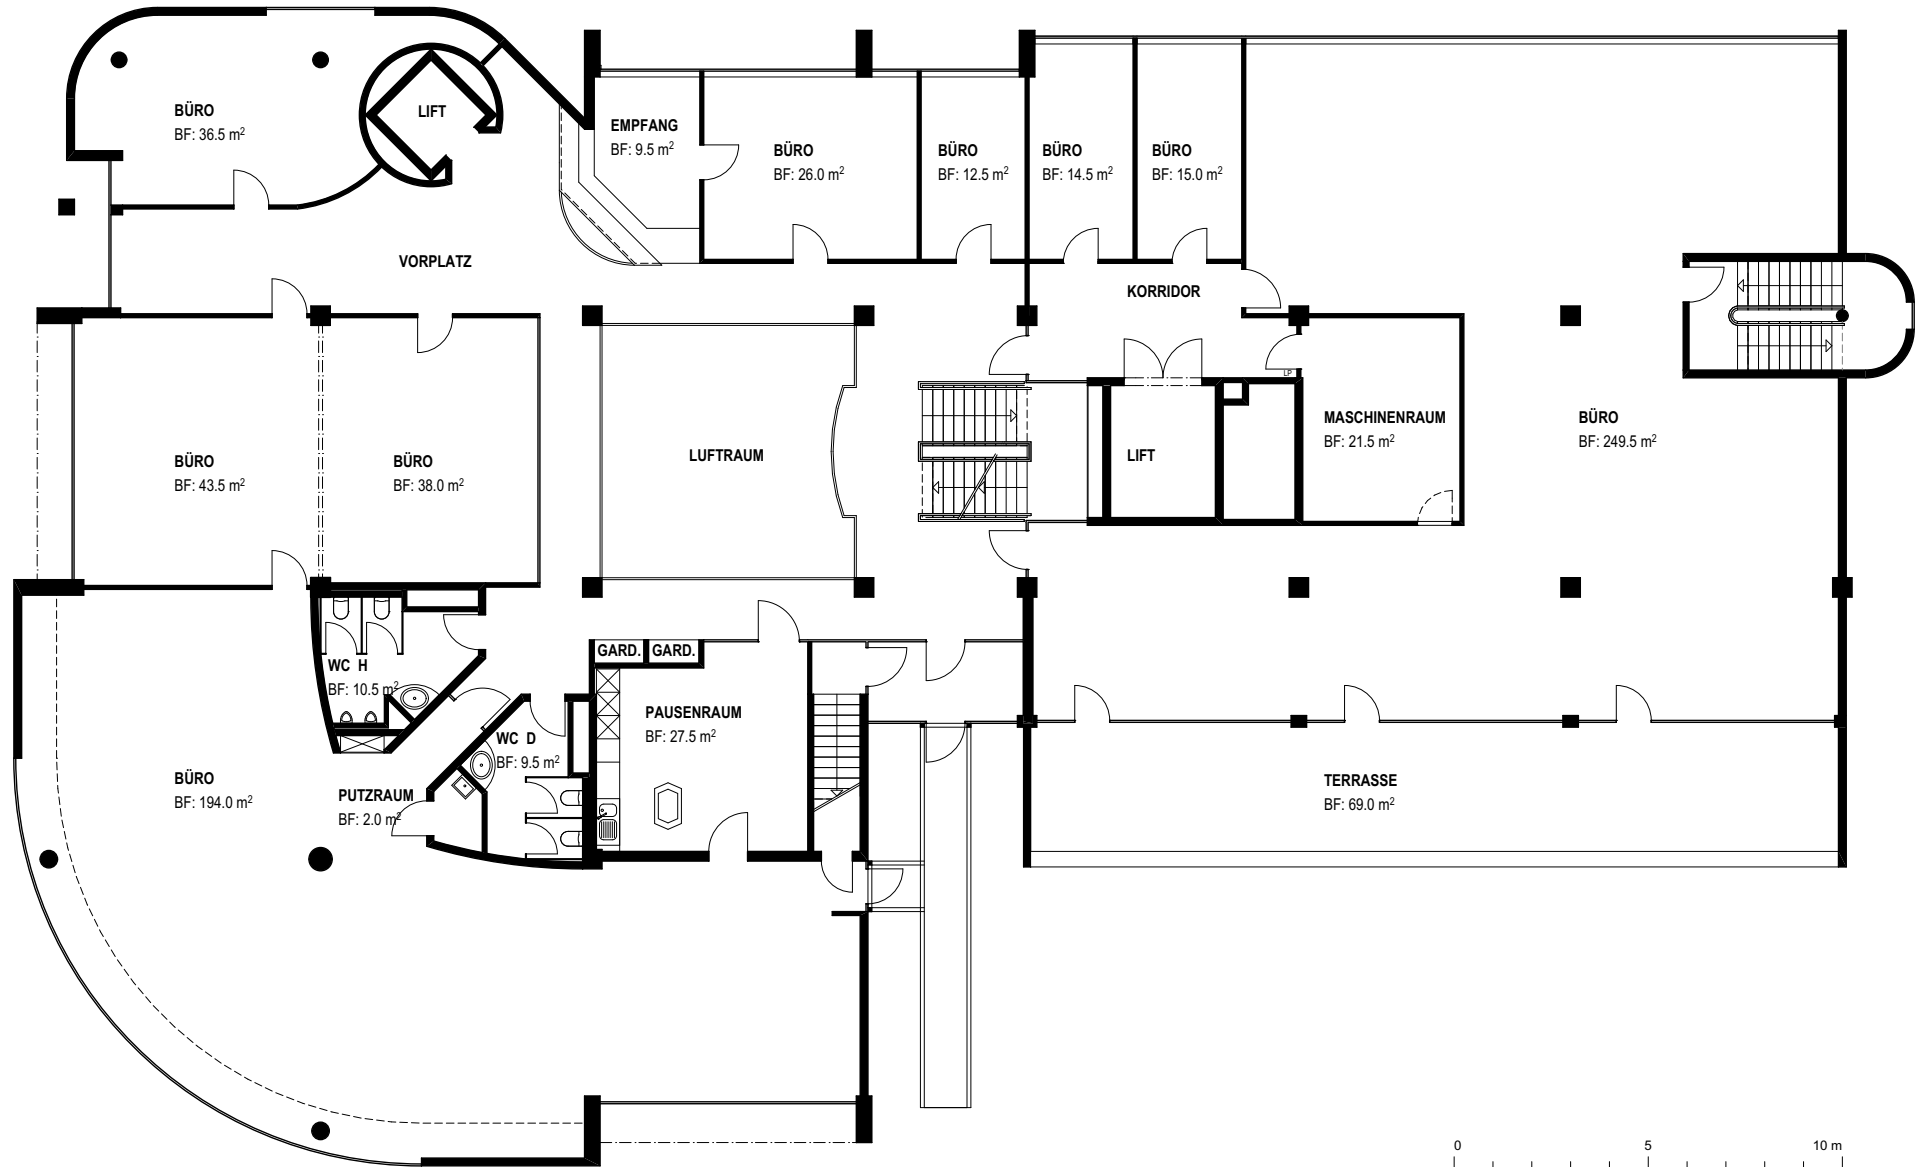 BÜRO
BF: 36.5 m²
LIFT
EMPFANG
BF: 9.5 m²
BÜRO
BF: 26.0 m²
BÜRO
BF: 12.5 m²
BÜRO
BF: 14.5 m²
BÜRO
BF: 15.0 m²
VORPLATZ
KORRIDOR
LP
BÜRO
BF: 43.5 m²
BÜRO
BF: 38.0 m²
LUFTRAUM
LIFT
MASCHINENRAUM
BF: 21.5 m²
BÜRO
BF: 249.5 m²
WC H
BF: 10.5 m²
GARD.
GARD.
PAUSENRAUM
BF: 27.5 m²
WC D
BF: 9.5 m²
BÜRO
BF: 194.0 m²
PUTZRAUM
BF: 2.0 m²
TERRASSE
BF: 69.0 m²
0 5 10 m